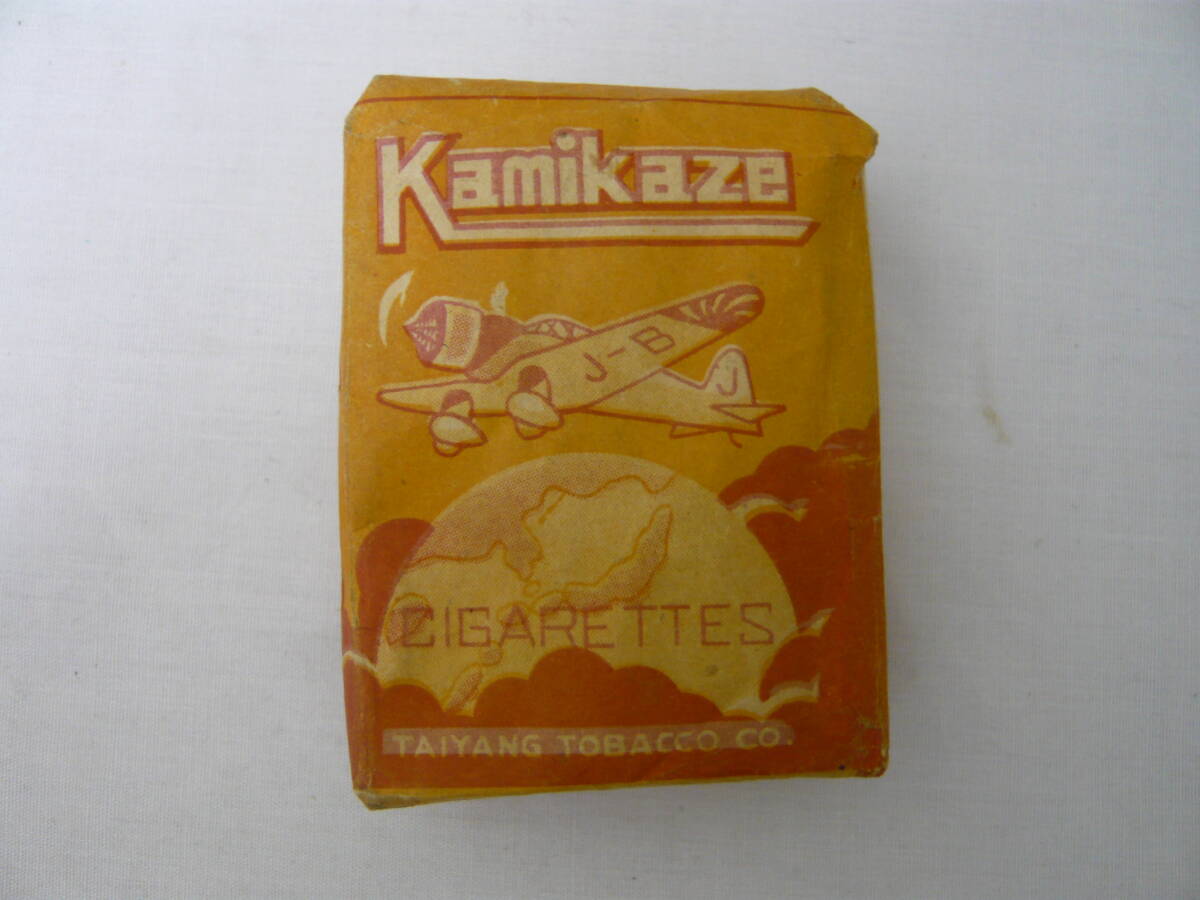 Kamikaze
J-B
J
CIGARETTES
TAIYANG TOBACCO CO.